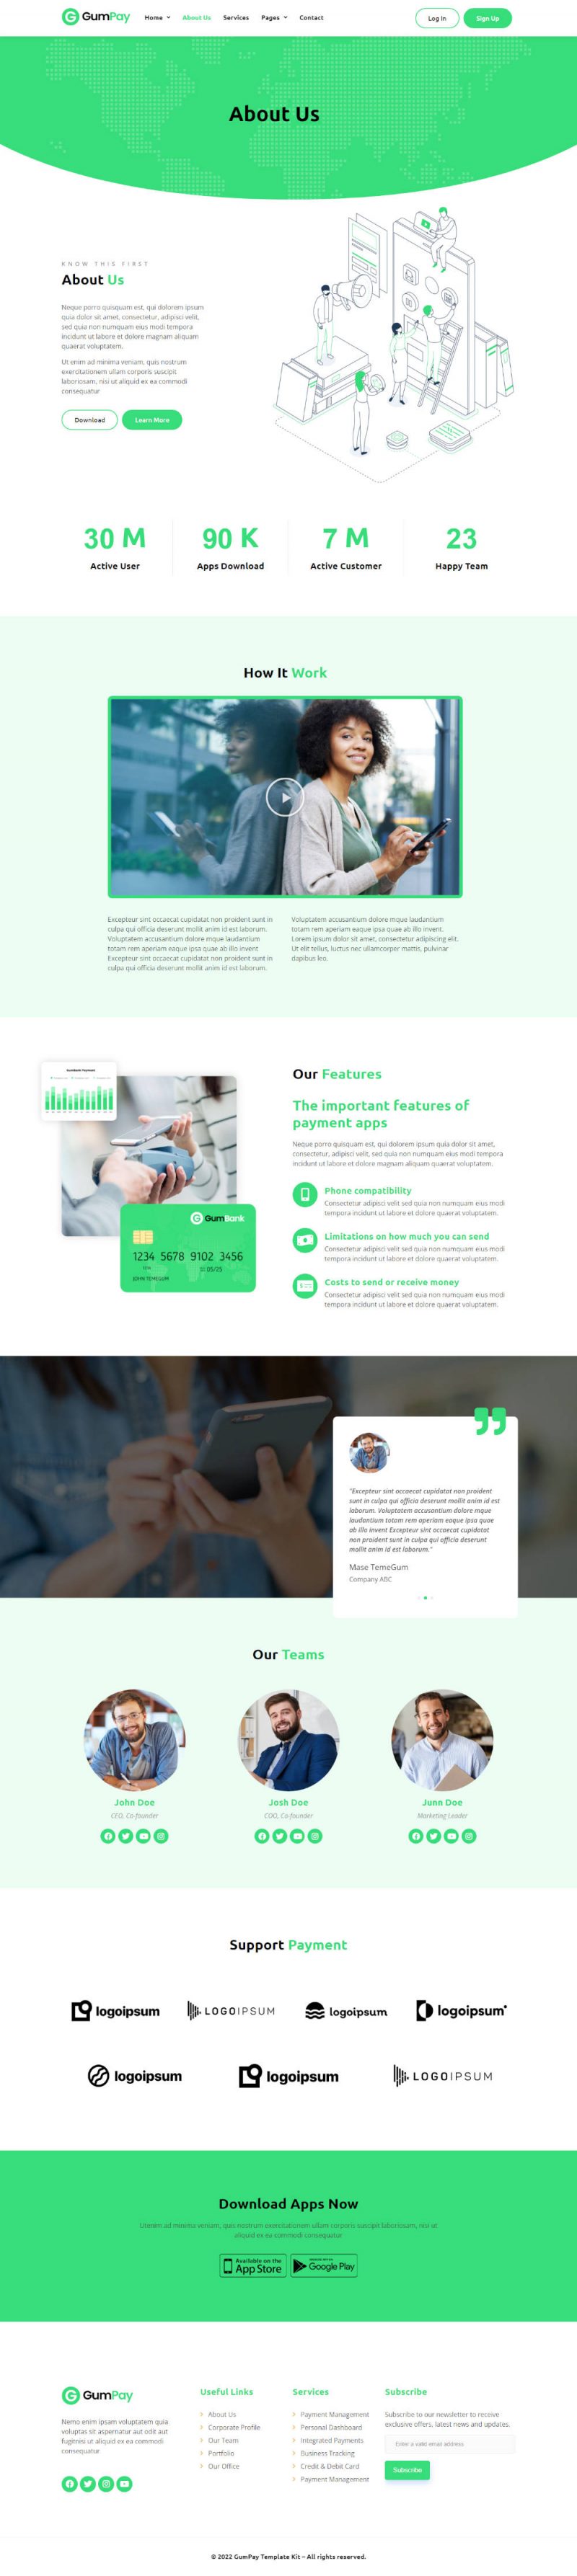 GumPay
Home About Us Services Pages Contact
Log In Sign Up
About Us
KNOW THIS FIRST
About Us
Neque porro quisquam est, qui dolorem ipsum
quia dolor sit amet, consectetur, adipisci velit,
sed quia non numquam eius modi tempora
incidunt ut labore et dolore magnam aliquam
quaerat voluptatem.
Ut enim ad minima veniam, quis nostrum
exercitationem ullam corporis suscipit
laboriosam, nisi ut aliquid ex ea commodi
consequatur
Download Learn More
30 M 90 K 7 M 23
Active User Apps Download Active Customer Happy Team
How It Work
Excepteur sint occaecat cupidatat non proident sunt in
culpa qui officia deserunt mollit anim id est laborum.
Voluptatem accusantium dolore mque laudantium
totam rem aperiam eaque ipsa quae ab illo invent
Excepteur sint occaecat cupidatat non proident sunt in
culpa qui officia deserunt mollit anim id est laborum.
Voluptatem accusantium dolore mque laudantium
totam rem aperiam eaque ipsa quae ab illo invent.
Lorem ipsum dolor sit amet, consectetur adipiscing elit.
Ut elit tellus, luctus nec ullamcorper mattis, pulvinar
dapibus leo.
GumBank
1234 5678 9102 3456
05/25
Our Features
The important features of
payment apps
Neque porro quisquam est, qui dolorem ipsum quia dolor sit amet,
consectetur, adipisci velit, sed quia non numquam eius modi tempora
incidunt ut labore et dolore magnam aliquam quaerat voluptatem.
Phone compatibility
Consectetur adipisci velit sed quia non numquam eius modi
tempora incidunt ut labore et dolore quaerat voluptatem.
Limitations on how much you can send
Consectetur adipisci velit sed quia non numquam eius modi
tempora incidunt ut labore et dolore quaerat voluptatem.
Costs to send or receive money
Consectetur adipisci velit sed quia non numquam eius modi
tempora incidunt ut labore et dolore quaerat voluptatem.
"Excepteur sint occaecat cupidatat non proident
sunt in culpa qui officia deserunt mollit anim id est
laborum. Voluptatem accusantium dolore mque
laudantium totam rem aperiam eaque ipsa quae
ab illo invent Excepteur sint occaecat cupidatat
non proident sunt in culpa qui officia deserunt
mollit anim id est laborum."
Mase TemeGum
Company ABC
Our Teams
John Doe Josh Doe Junn Doe
CEO, Co-founder COO, Co-founder Marketing Leader
Support Payment
logoipsum LOGOIPSUM logoipsum logoipsum
logoipsum logoipsum LOGOIPSUM
Download Apps Now
ad minima veniam, quis nostrum exercitationem ullam corporis suscipit laboriosam, nisi ut
aliquid ex ea commodi consequatur
Available on the
App Store
Google Play
GumPay
Nemo enim ipsam voluptatem quia
voluptas sit aspernatur aut odit aut
fugitnisi ut aliquid ex ea commodi
consequatur
Useful Links
About Us
Corporate Profile
Our Team
Portfolio
Our Office
Services
Payment Management
Personal Dashboard
Integrated Payments
Business Tracking
Credit & Debit Card
Payment Management
Subscribe
Subscribe to our newsletter to receive
exclusive offers, latest news and updates.
Enter a valid email address
Subscribe
© 2022 GumPay Template Kit – All rights reserved.